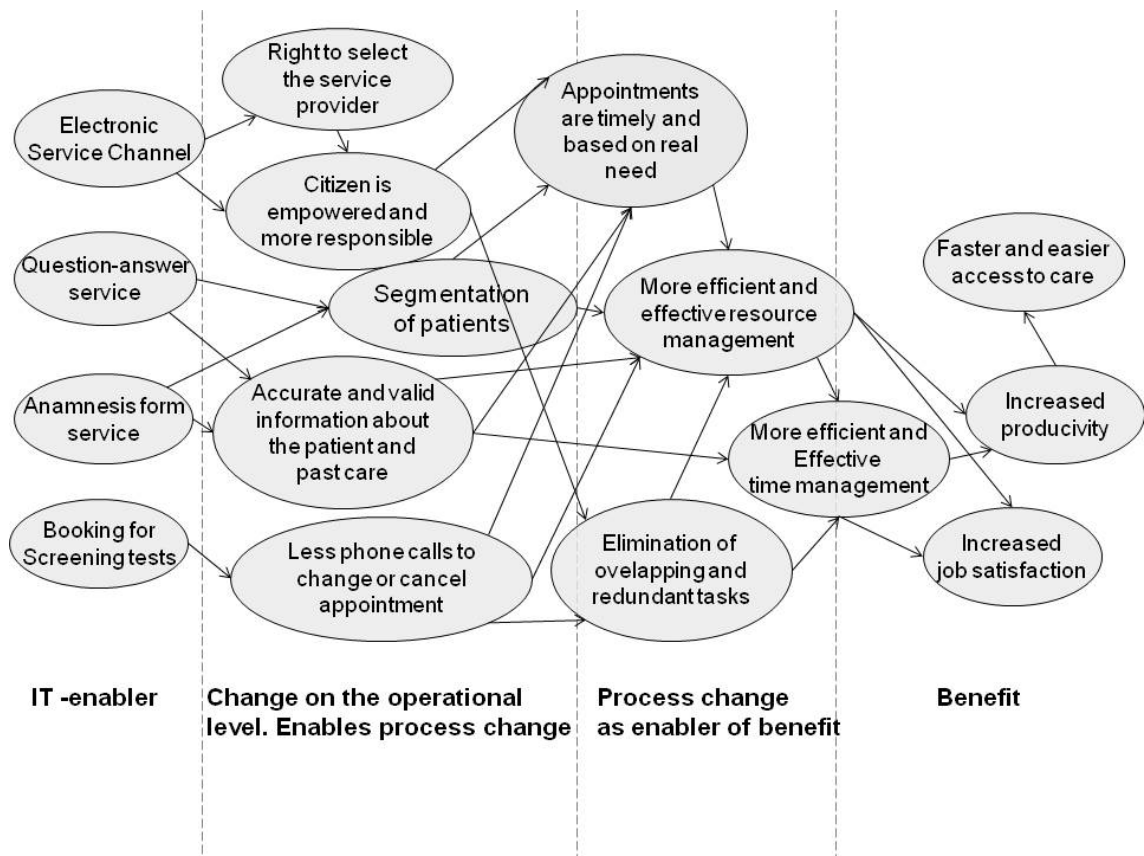 Electronic
Service Channel
Question-answer
service
Anamnesis form
service
Booking for
Screening tests
Right to select
the service
provider
Citizen is
empowered and
more responsible
Segmentation
of patients
Accurate and valid
information about
the patient and
past care
Less phone calls to
change or cancel
appointment
Appointments
are timely and
based on real
need
More efficient and
effective resource
management
More efficient and
Effective
time management
Elimination of
ovelapping and
redundant tasks
Faster and easier
access to care
Increased
producivity
Increased
job satisfaction
IT -enabler
Change on the operational
level. Enables process change
Process change
as enabler of benefit
Benefit